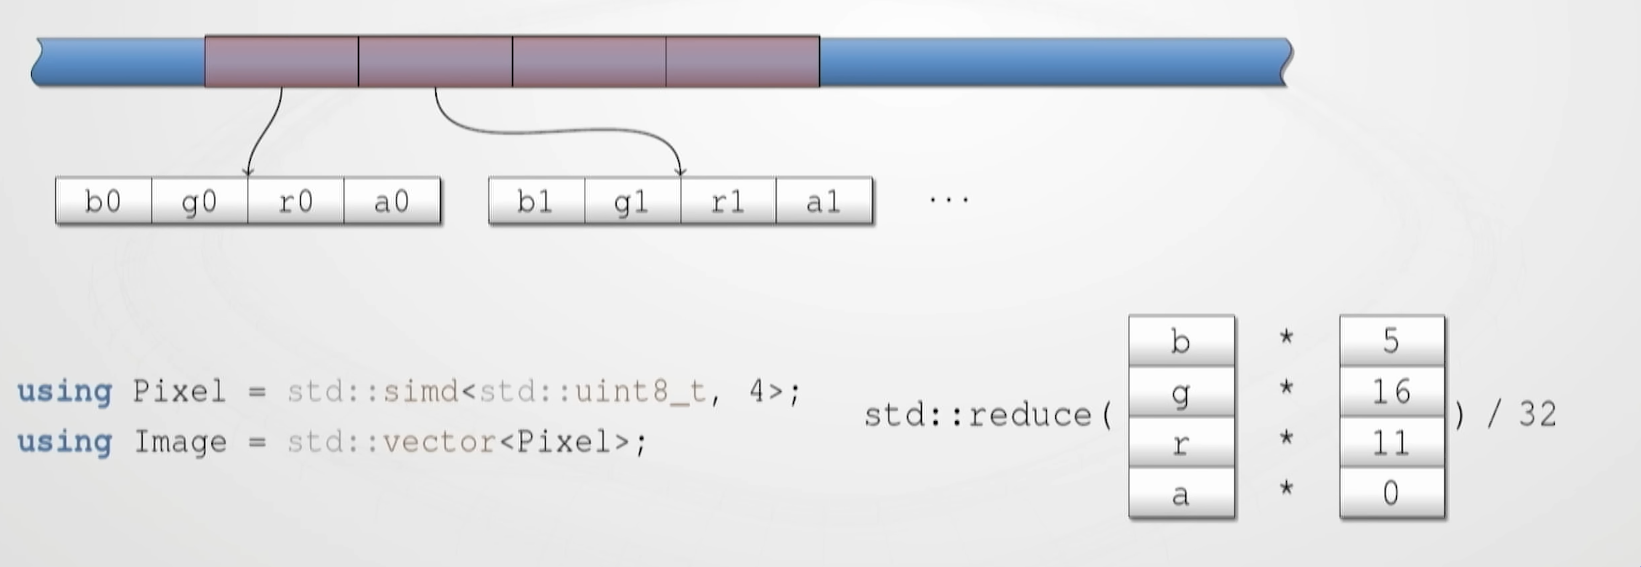 b0 g0 r0 a0 b1 g1 r1 a1 ...
using Pixel = std::simd<std::uint8_t, 4>;
using Image = std::vector<Pixel>;
std::reduce(
b * 5
g * 16
r * 11
a * 0
) / 32